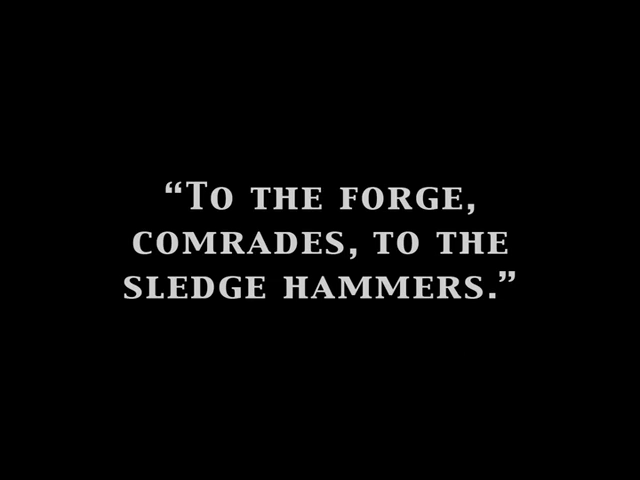 “To the forge,
comrades, to the
sledge hammers.”